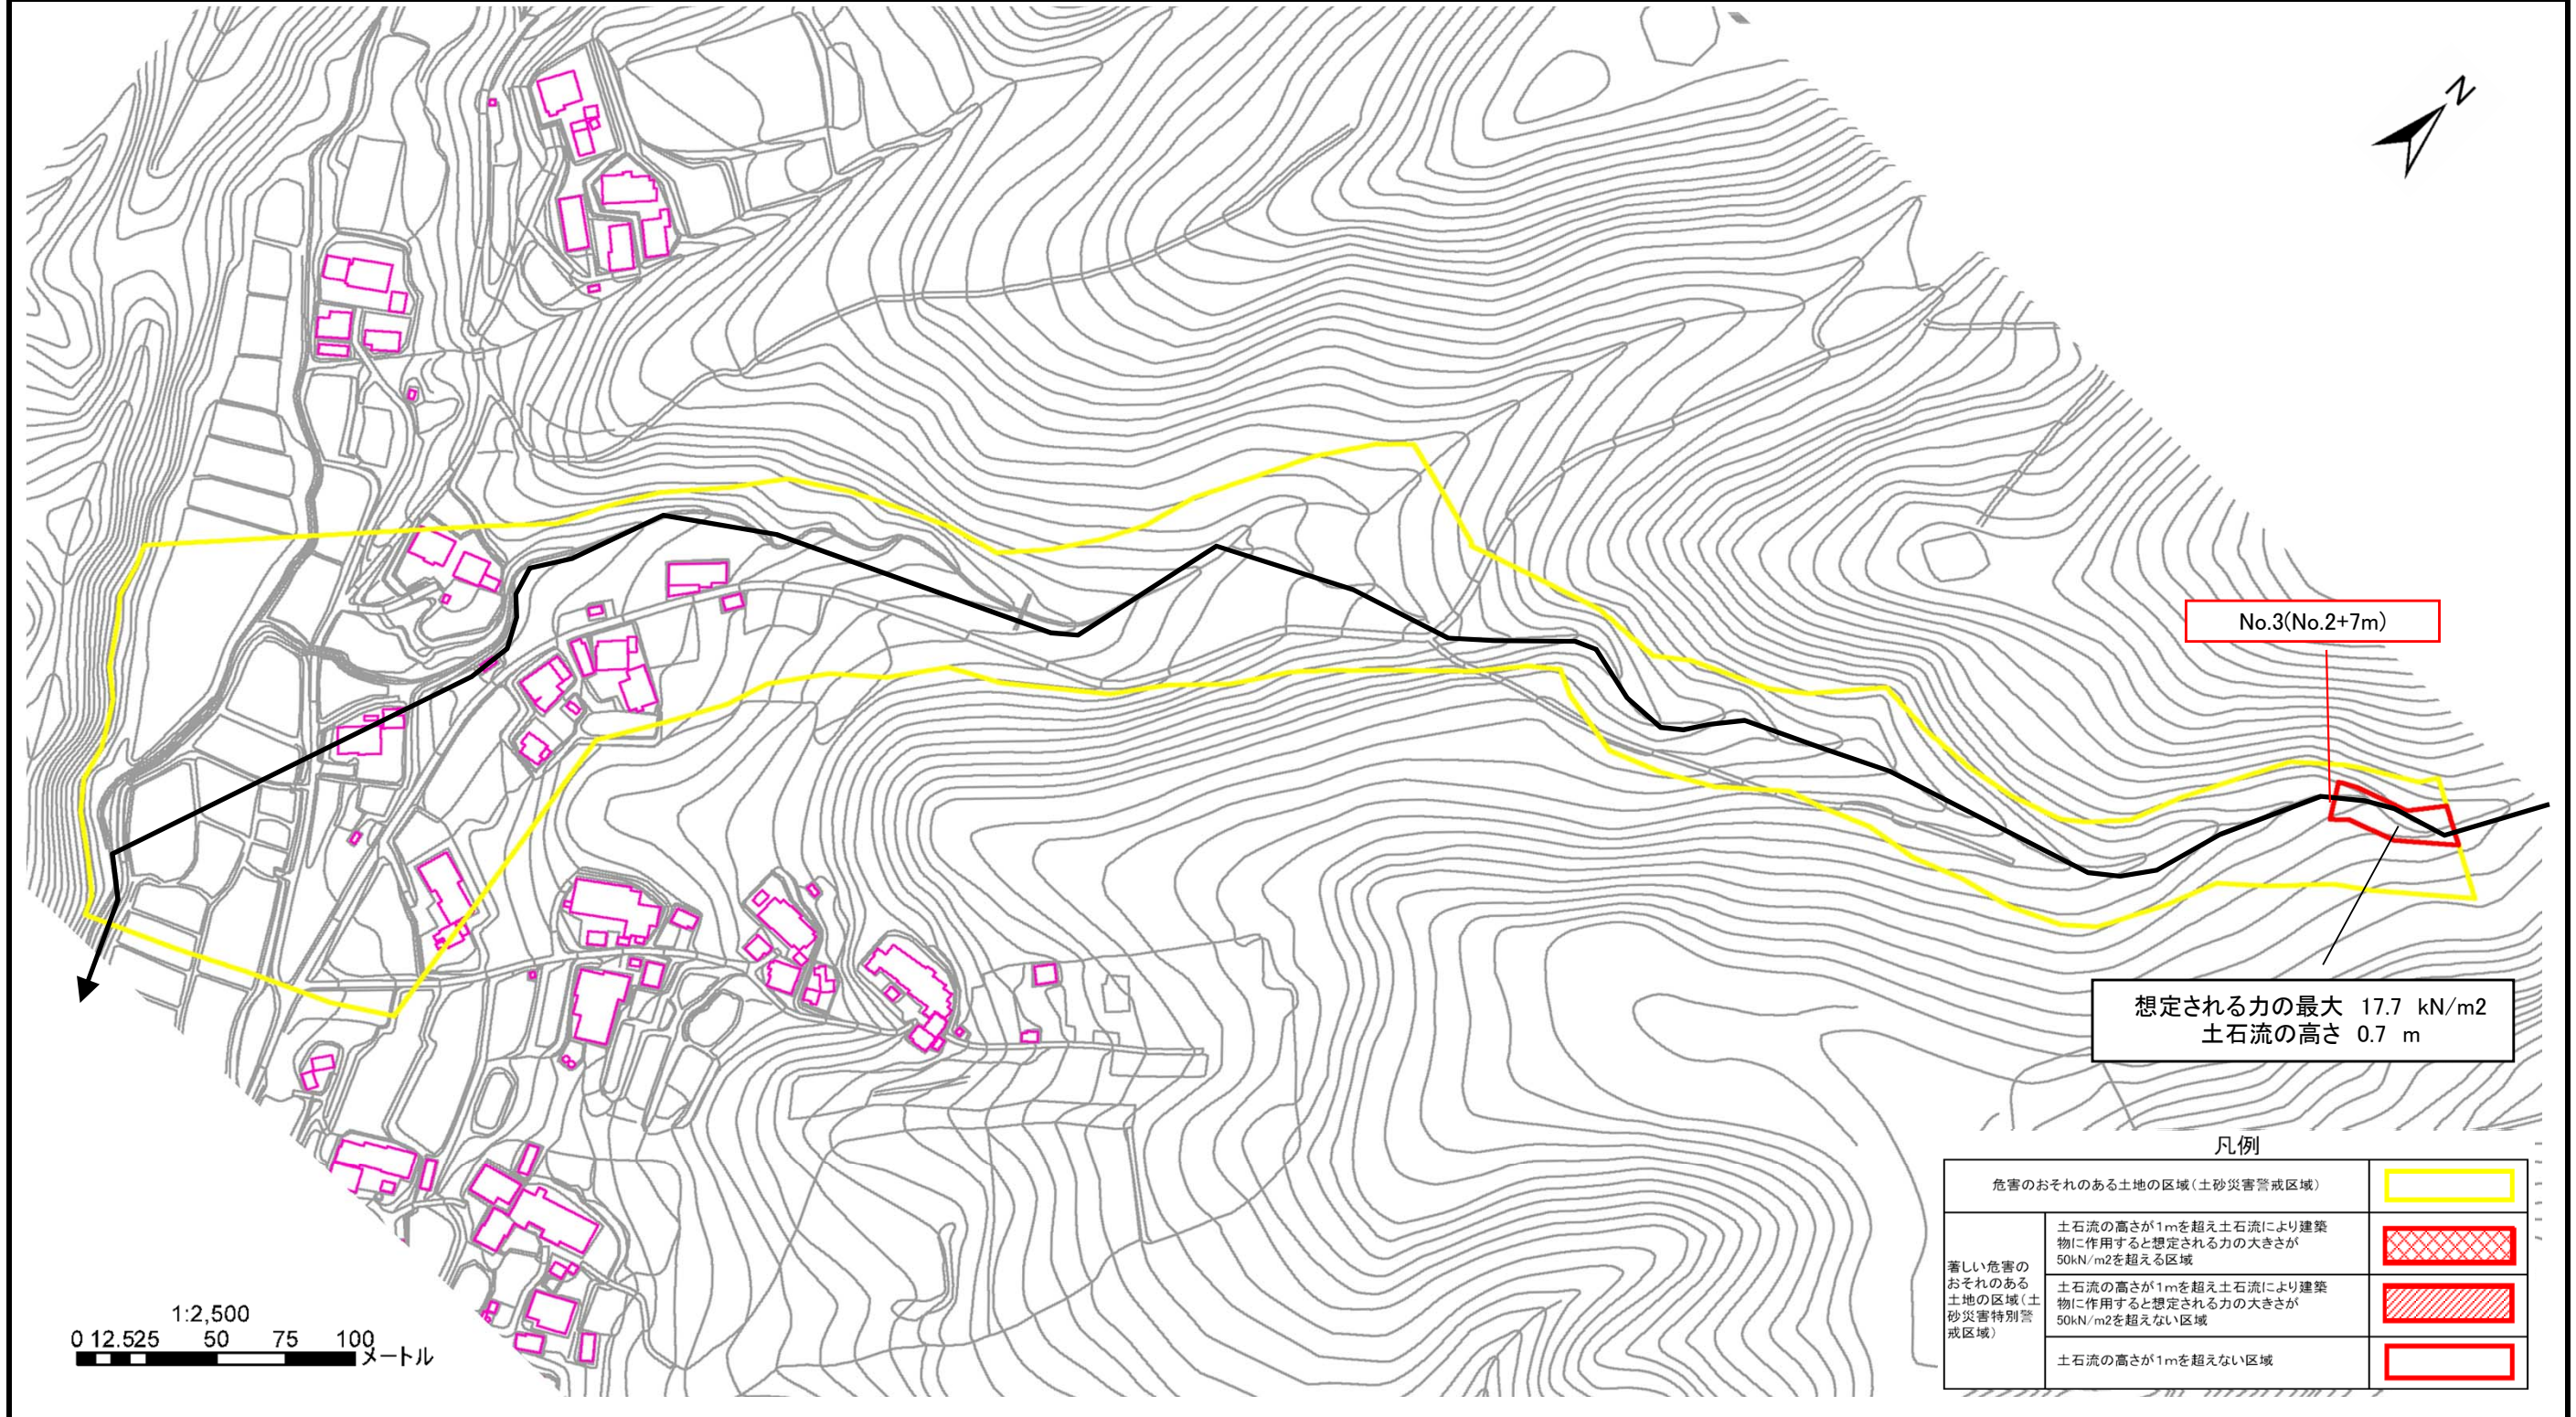 N
No.3(No.2+7m)
想定される力の最大 17.7 kN/m2
土石流の高さ 0.7 m
凡例
危害のおそれのある土地の区域(土砂災害警戒区域)
著しい危害の
おそれのある
土地の区域(土
砂災害特別警
戒区域)
土石流の高さが1mを超え土石流により建築
物に作用すると想定される力の大きさが
50kN/m2を超える区域
土石流の高さが1mを超え土石流により建築
物に作用すると想定される力の大きさが
50kN/m2を超えない区域
土石流の高さが1mを超えない区域
1:2,500
0 12.525 50 75 100
メートル